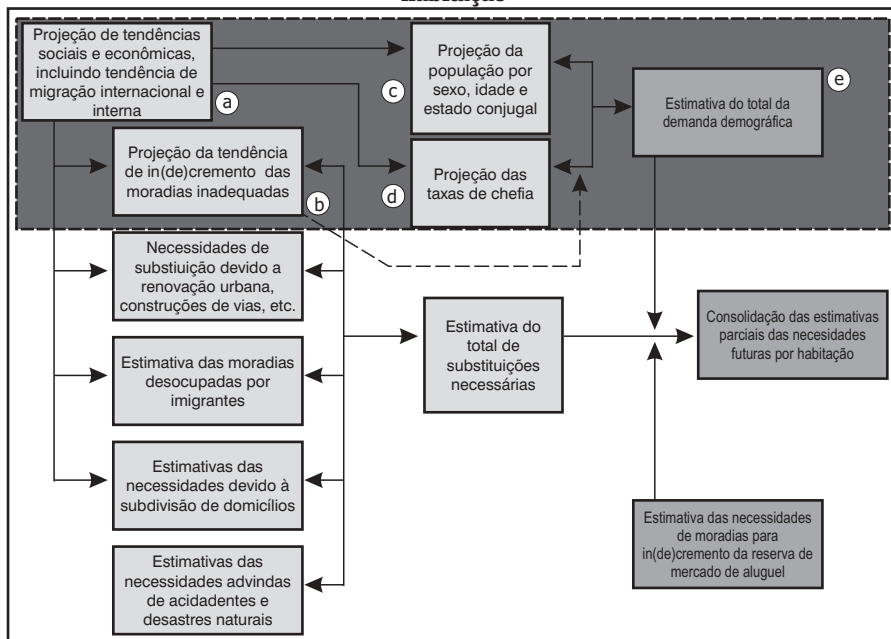 Projeção de tendências
sociais e econômicas,
incluindo tendência de
migração internacional e
interna
a
Projeção da
população por
sexo, idade e
estado conjugal
c
Estimativa do total da
demanda demográfica
e
Projeção da tendência
de in(de)cremento das
moradias inadequadas
b
Projeção das
taxas de chefia
d
Necessidades de
substiuição devido a
renovação urbana,
construções de vias, etc.
Estimativa do
total de
substituições
necessárias
Consolidação das estimativas
parciais das necesidades
futuras por habitação
Estimativa das moradias
desocupadas por
imigrantes
Estimativas das
necessidades devido à
subdivisão de domicílios
Estimativa das necessidades
de moradias para
in(de)cremento da reserva de
mercado de aluguel
Estimativas das
necessidades advindas
de acidadentes e
desastres naturais